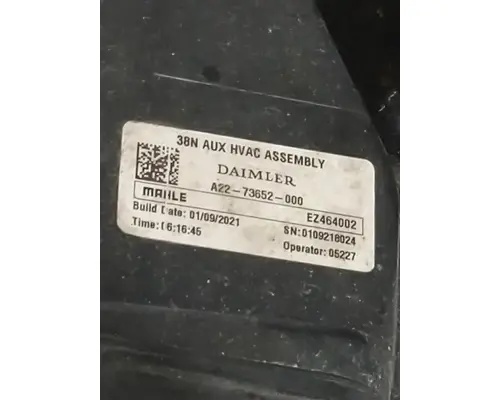 38N AUX HVAC ASSEMBLY
DAIMLER
A22-73652-000
MAHLE EZ464002
Build Date: 01/09/2021 SN:0109218024
Time: 06:16:45 Operator: 05227